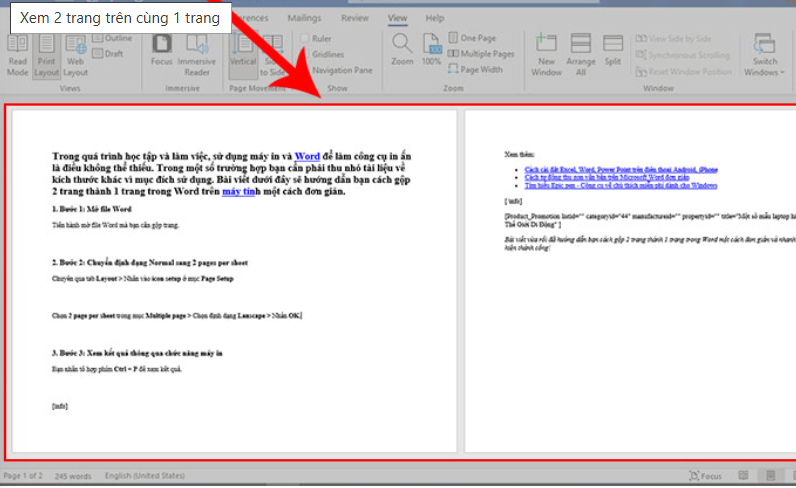 Xem 2 trang trên cùng 1 trang
References Mailings Review View Help
Read Mode
Print Layout
Web Layout
Outline
Draft
Views
Focus
Immersive Reader
Immersive
Vertical
Side to Side
Page Movement
Ruler
Gridlines
Navigation Pane
Show
Zoom
100%
One Page
Multiple Pages
Page Width
Zoom
New Window
Arrange All
Split
View Side by Side
Synchronous Scrolling
Reset Window Position
Window
Switch Windows
Trong quá trình học tập và làm việc, sử dụng máy in và Word để làm công cụ in ấn
là điều không thể thiếu. Trong một số trường hợp bạn cần phải thu nhỏ tài liệu về
kích thước khác vì mục đích sử dụng. Bài viết dưới đây sẽ hướng dẫn bạn cách gộp
2 trang thành 1 trang trong Word trên máy tính một cách đơn giản.
1. Bước 1: Mở file Word
Tiến hành mở file Word mà bạn cần gộp trang.
2. Bước 2: Chuyển định dạng Normal sang 2 pages per sheet
Chuyển qua tab Layout > Nhấn vào icon setup ở mục Page Setup
Chọn 2 page per sheet trong mục Multiple page > Chọn định dạng Lanscape > Nhấn OK.
3. Bước 3: Xem kết quả thông qua chức năng máy in
Bạn nhấn tổ hợp phím Ctrl + P để xem kết quả.
[info]
Xem thêm:
Cách cài đặt Excel, Word, Power Point trên điện thoại Android, iPhone
Cách tự động thu gọn văn bản trên Microsoft Word đơn giản
Tìm hiểu Epic pen - Công cụ vẽ chú thích miễn phí dành cho Windows
[info]
[Product_Promotion listid="" categoryid="44" manufactureid="" propertyid="" title="Một số mẫu laptop
Thế Giới Di Động" ]
Bài viết vừa rồi đã hướng dẫn bạn cách gộp 2 trang thành 1 trang trong Word một cách đơn giản và nhanh
hiện thành công!
Page 1 of 2 245 words English (United States) Focus